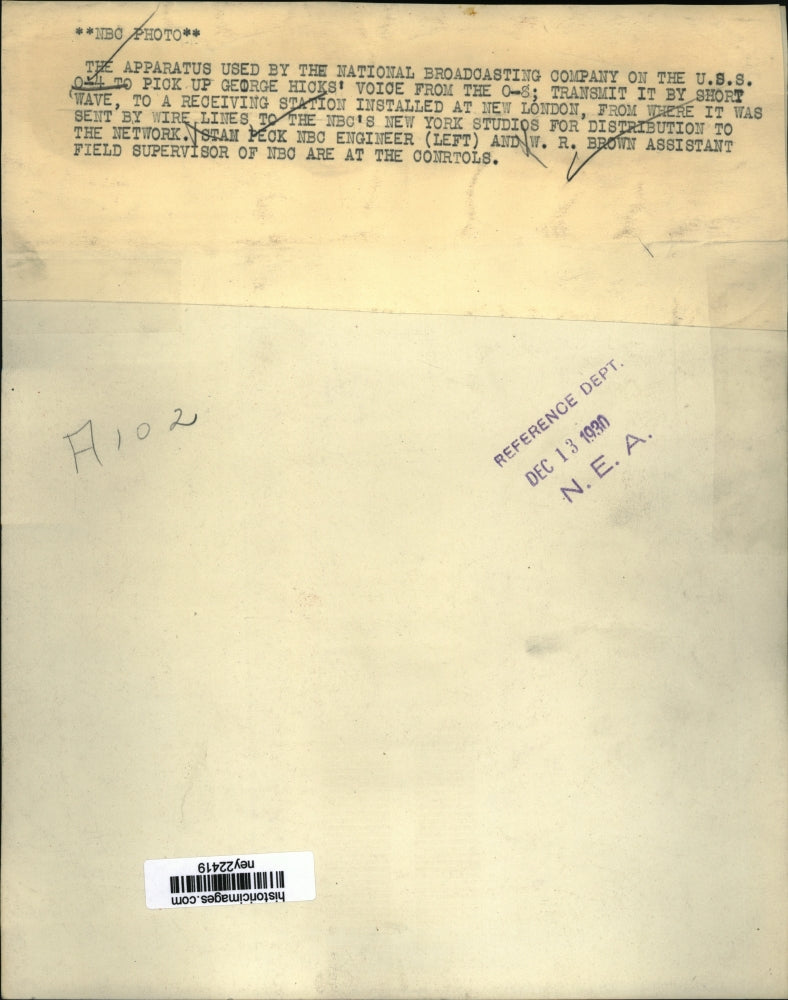 **NBC PHOTO**
THE APPARATUS USED BY THE NATIONAL BROADCASTING COMPANY ON THE U.S.S.
O-4 TO PICK UP GEORGE HICKS' VOICE FROM THE O-8; TRANSMIT IT BY SHORT
WAVE, TO A RECEIVING STATION INSTALLED AT NEW LONDON, FROM WHERE IT WAS
SENT BY WIRE LINES TO THE NBC'S NEW YORK STUDIOS FOR DISTRIBUTION TO
THE NETWORK. STAM PECK NBC ENGINEER (LEFT) AND W. R. BROWN ASSISTANT
FIELD SUPERVISOR OF NBC ARE AT THE CONRTOLS.
A102
REFERENCE DEPT.
DEC 13 1930
N. E. A.
historicimages.com
ney22419